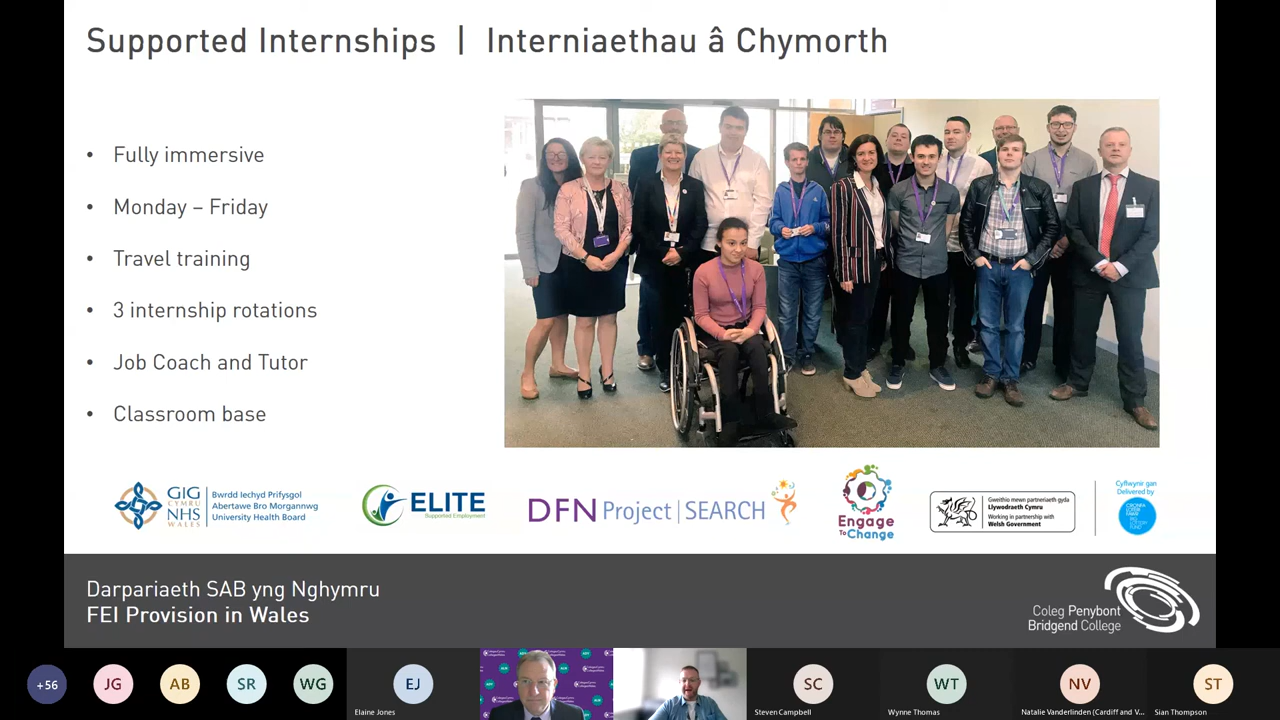 Supported Internships | Interniaethau â Chymorth
• Fully immersive
• Monday – Friday
• Travel training
• 3 internship rotations
• Job Coach and Tutor
• Classroom base
GIG
CYMRU
NHS
WALES
Bwrdd Iechyd Prifysgol
Abertawe Bro Morgannwg
University Health Board
ELITE
Supported Employment
DFN Project | SEARCH
Engage
To Change
Gweithio mewn partneriaeth gyda
Llywodraeth Cymru
Working in partnership with
Welsh Government
Cyflwynir gan
Delivered by
Darpariaeth SAB yng Nghymru
FEI Provision in Wales
Coleg Penybont
Bridgend College
+56
JG
AB
SR
WG
EJ
Elaine Jones
SC
Steven Campbell
WT
Wynne Thomas
NV
Natalie Vanderlinden (Cardiff and V...
ST
Sian Thompson